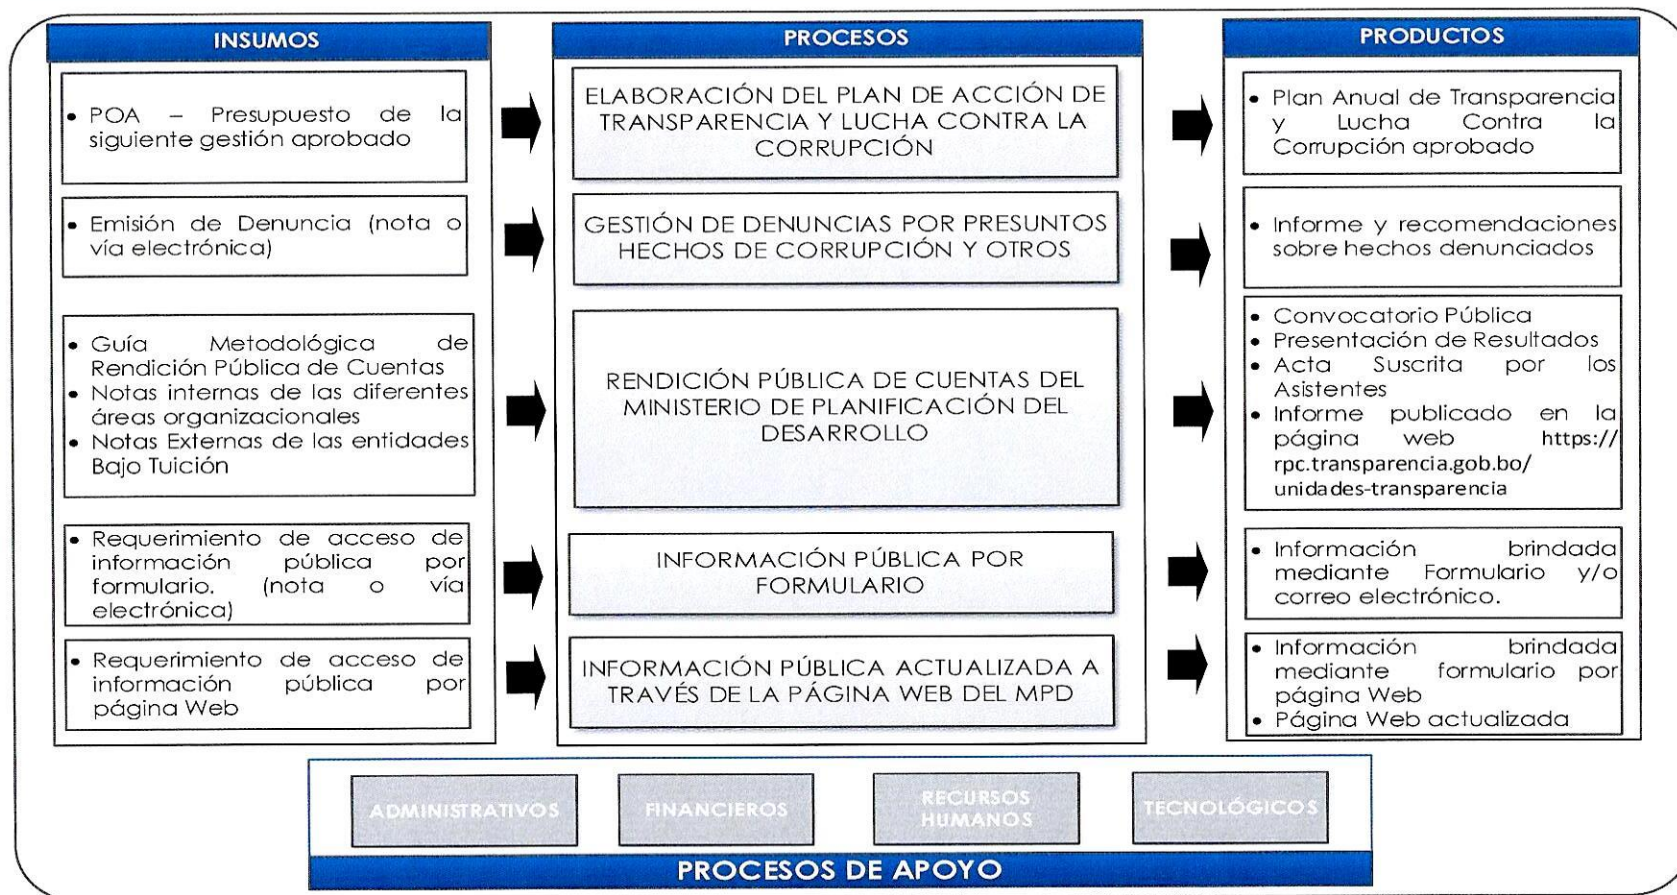 INSUMOS
PROCESOS
PRODUCTOS
• POA – Presupuesto de la
siguiente gestión aprobado
ELABORACIÓN DEL PLAN DE ACCIÓN DE
TRANSPARENCIA Y LUCHA CONTRA LA
CORRUPCIÓN
• Plan Anual de Transparencia
y Lucha Contra la
Corrupción aprobado
• Emisión de Denuncia (nota o
vía electrónica)
GESTIÓN DE DENUNCIAS POR PRESUNTOS
HECHOS DE CORRUPCIÓN Y OTROS
• Informe y recomendaciones
sobre hechos denunciados
• Guía Metodológica de
Rendición Pública de Cuentas
• Notas internas de las diferentes
áreas organizacionales
• Notas Externas de las entidades
Bajo Tuición
RENDICIÓN PÚBLICA DE CUENTAS DEL
MINISTERIO DE PLANIFICACIÓN DEL
DESARROLLO
• Convocatorio Pública
• Presentación de Resultados
• Acta Suscrita por los
Asistentes
• Informe publicado en la
página web https://
rpc.transparencia.gob.bo/
unidades-transparencia
• Requerimiento de acceso de
información pública por
formulario. (nota o vía
electrónica)
INFORMACIÓN PÚBLICA POR
FORMULARIO
• Información brindada
mediante Formulario y/o
correo electrónico.
• Requerimiento de acceso de
información pública por
página Web
INFORMACIÓN PÚBLICA ACTUALIZADA A
TRAVÉS DE LA PÁGINA WEB DEL MPD
• Información brindada
mediante formulario por
página Web
• Página Web actualizada
ADMINISTRATIVOS
FINANCIEROS
RECURSOS
HUMANOS
TECNOLÓGICOS
PROCESOS DE APOYO